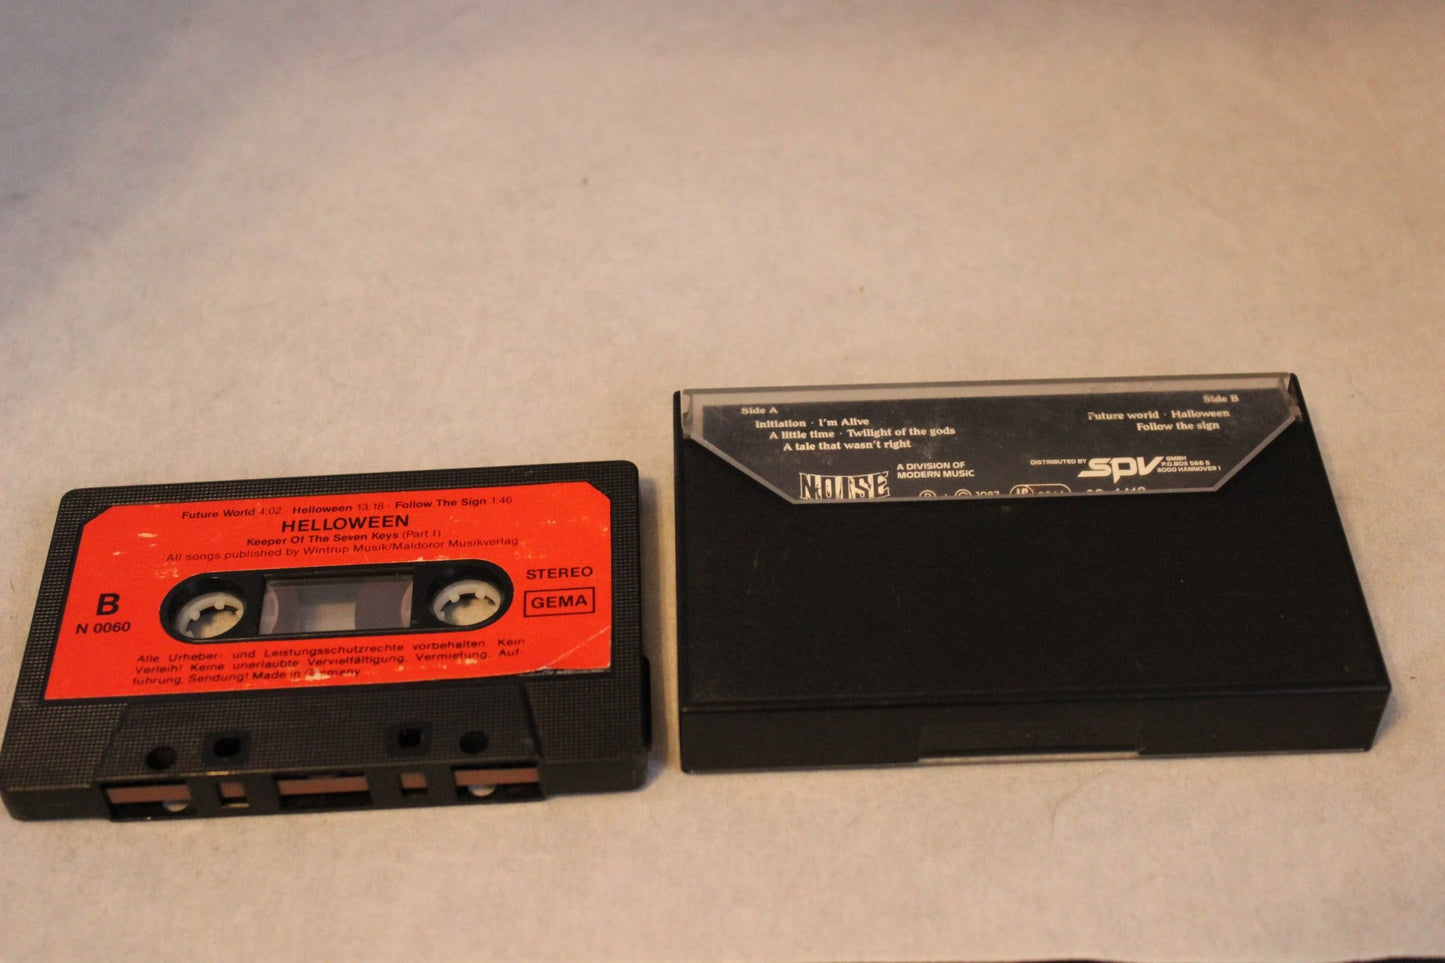 Future World 4:02 · Helloween 13:18 · Follow The Sign 1:46
HELLOWEEN
Keeper Of The Seven Keys (Part 1)
All songs published by Wintrup Musik/Maldoror Musikverlag
B
N 0060
STEREO
GEMA
Alle Urheber- und Leistungsschutzrechte vorbehalten. Kein
Verleih! Keine unerlaubte Vervielfältigung, Vermietung, Auf-
führung, Sendung! Made in Germany
Side A
Initiation · I'm Alive
A little time · Twilight of the gods
A tale that wasn't right
Side B
Future world · Halloween
Follow the sign
NOISE
A DIVISION OF
MODERN MUSIC
DISTRIBUTED BY
SPV
GMBH
P.O.BOX 566 5
3000 HANNOVER 1
℗ + © 1987